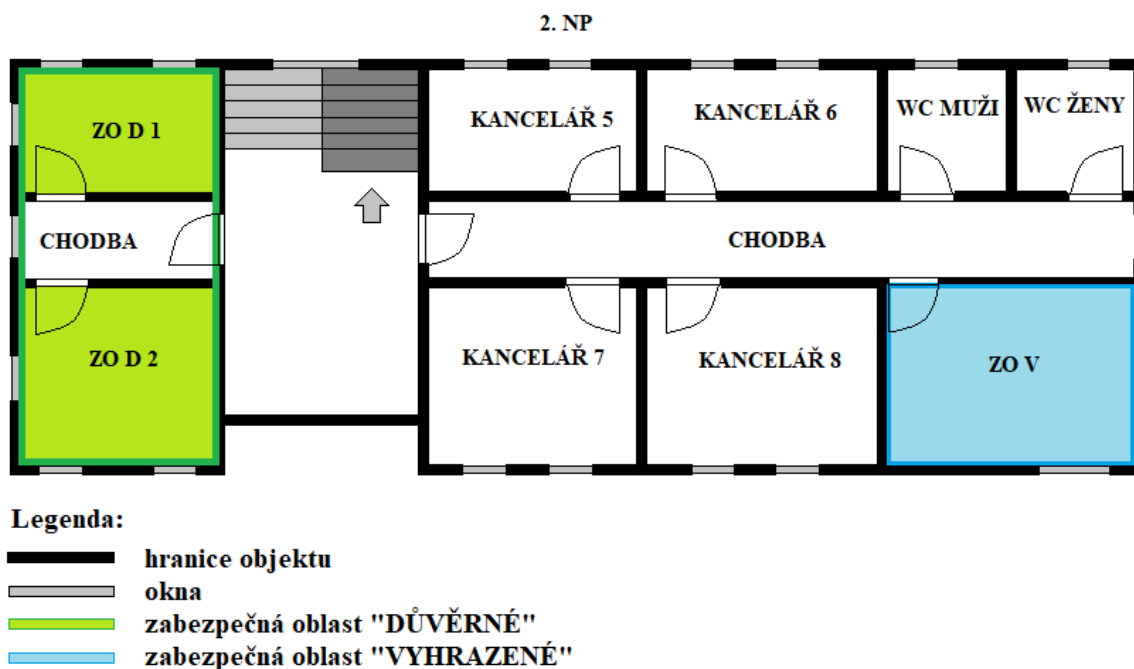 2. NP
ZO D 1
KANCELÁŘ 5
KANCELÁŘ 6
WC MUŽI
WC ŽENY
CHODBA
CHODBA
ZO D 2
KANCELÁŘ 7
KANCELÁŘ 8
ZO V
Legenda:
hranice objektu
okna
zabezpečná oblast "DŮVĚRNÉ"
zabezpečná oblast "VYHRAZENÉ"